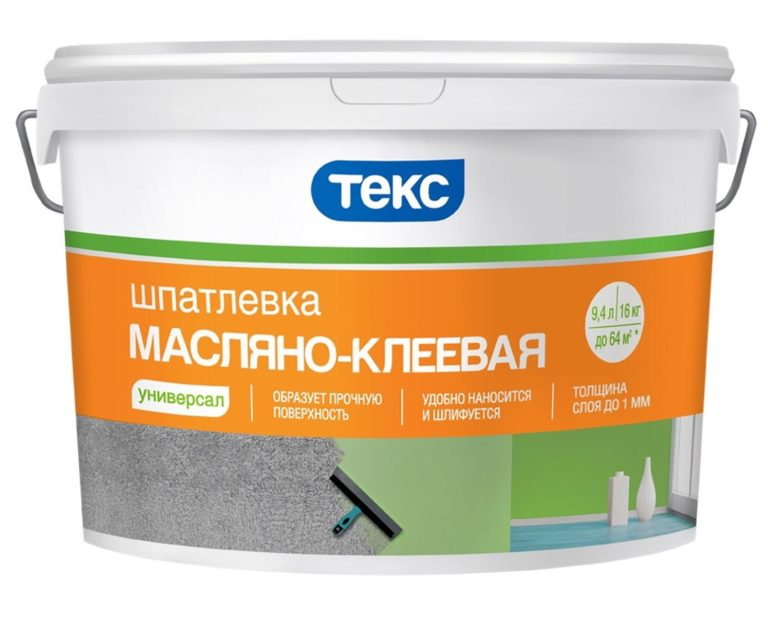 текс
шпатлевка
МАСЛЯНО-КЛЕЕВАЯ
универсал
ОБРАЗУЕТ ПРОЧНУЮ
ПОВЕРХНОСТЬ
УДОБНО НАНОСИТСЯ
И ШЛИФУЕТСЯ
ТОЛЩИНА
СЛОЯ ДО 1 ММ
9,4 л | 16 кг
до 64 м² *